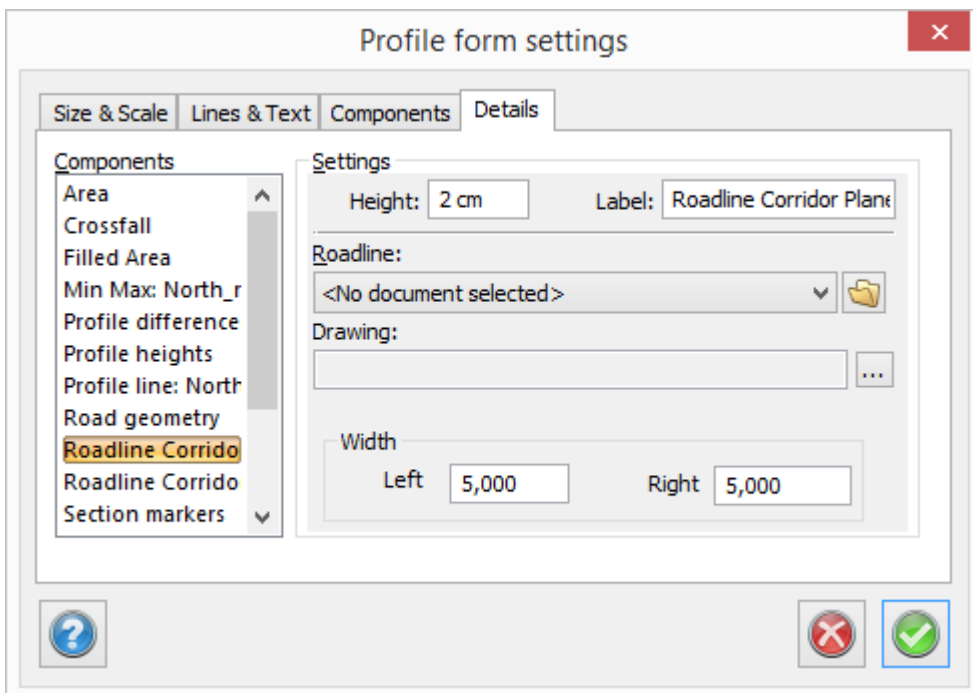 Profile form settings
Size & Scale Lines & Text Components Details
Components
Area
Crossfall
Filled Area
Min Max: North_r
Profile difference
Profile heights
Profile line: North
Road geometry
Roadline Corrido
Roadline Corrido
Section markers
Settings
Height: 2 cm Label: Roadline Corridor Plane
Roadline:
<No document selected>
Drawing:
...
Width
Left 5,000 Right 5,000